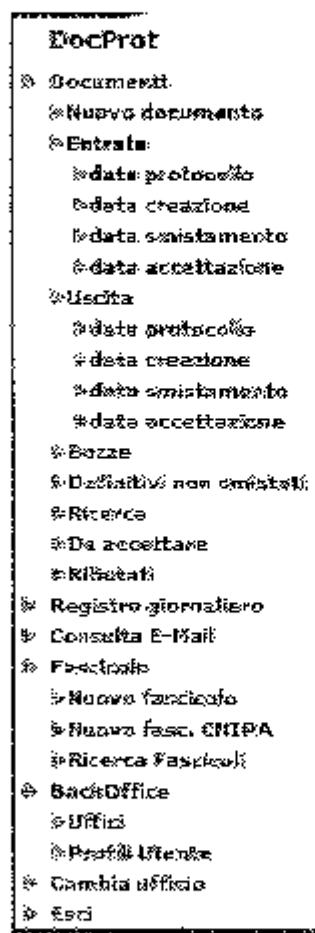 DocProt
Documenti
Nuovo documento
Entrata
data protocollo
data creazione
data smistamento
data accettazione
Uscita
data protocollo
data creazione
data smistamento
data accettazione
Bozze
Definitivi non smistati
Ricerca
Da accettare
Rifiutati
Registro giornaliero
Consulta E-Mail
Fascicolo
Nuovo fascicolo
Nuovo fasc. CNIPA
Ricerca Fascicoli
BackOffice
Uffici
Profili Utente
Cambia ufficio
Esci